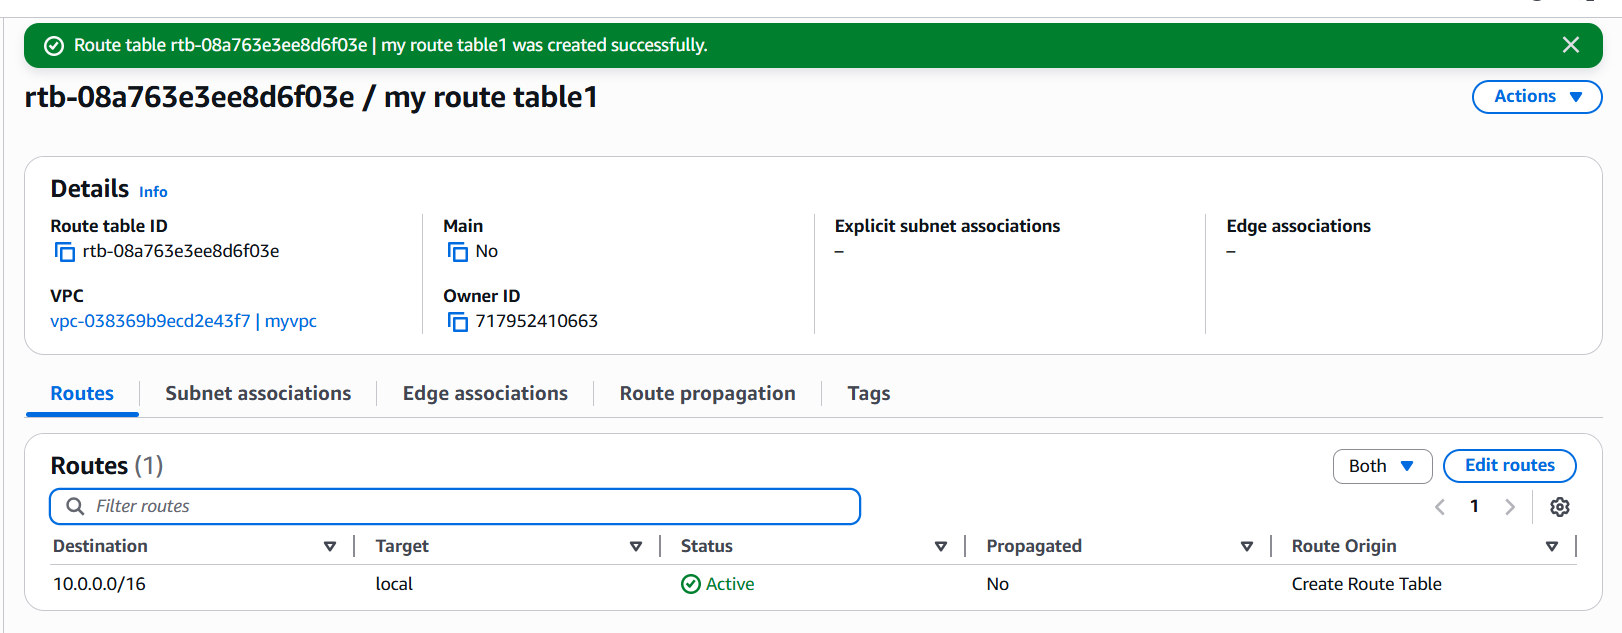 Route table rtb-08a763e3ee8d6f03e | my route table1 was created successfully.
rtb-08a763e3ee8d6f03e / my route table1
Actions
Details Info
Route table ID
rtb-08a763e3ee8d6f03e
Main
No
Explicit subnet associations
–
Edge associations
–
VPC
vpc-038369b9ecd2e43f7 | myvpc
Owner ID
717952410663
Routes Subnet associations Edge associations Route propagation Tags
Routes (1)
Both Edit routes
Filter routes
1
Destination Target Status Propagated Route Origin
10.0.0.0/16 local Active No Create Route Table